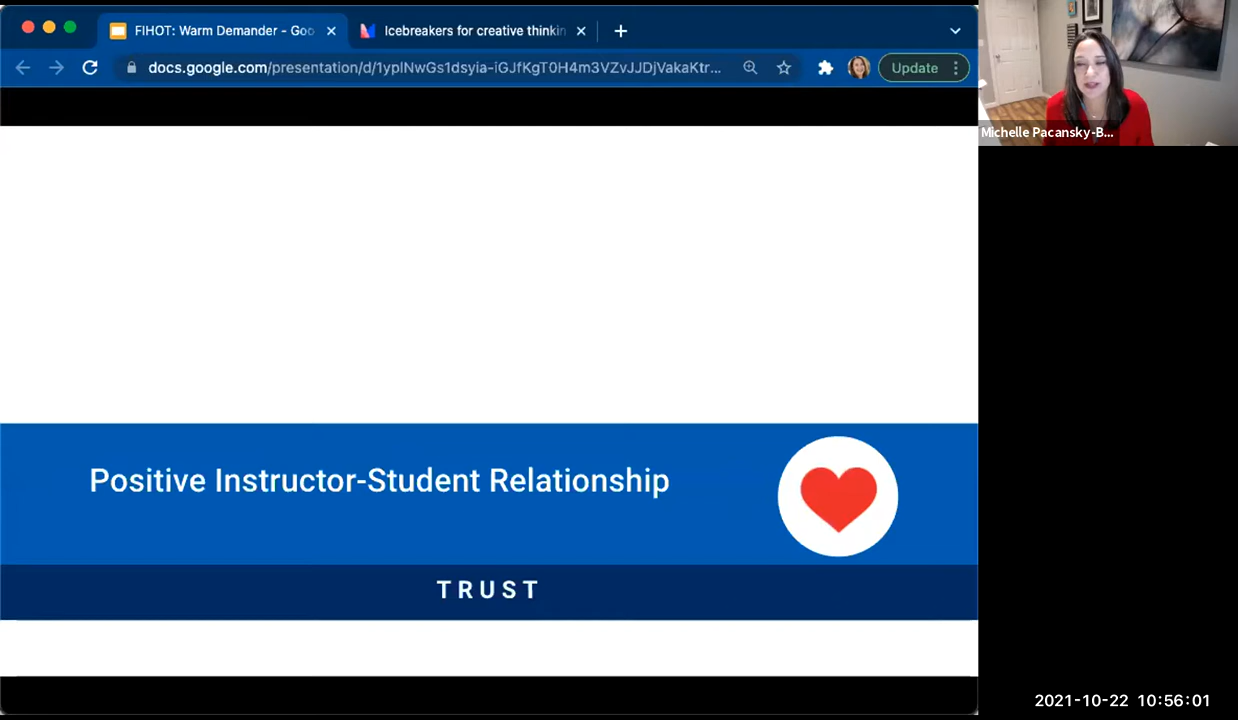 FIHOT: Warm Demander - Goo
Icebreakers for creative thinkin
docs.google.com/presentation/d/1yplNwGs1dsyia-iGJfKgT0H4m3VZvJJDjVakaKtr...
Update
Michelle Pacansky-B...
Positive Instructor-Student Relationship
TRUST
2021-10-22 10:56:01